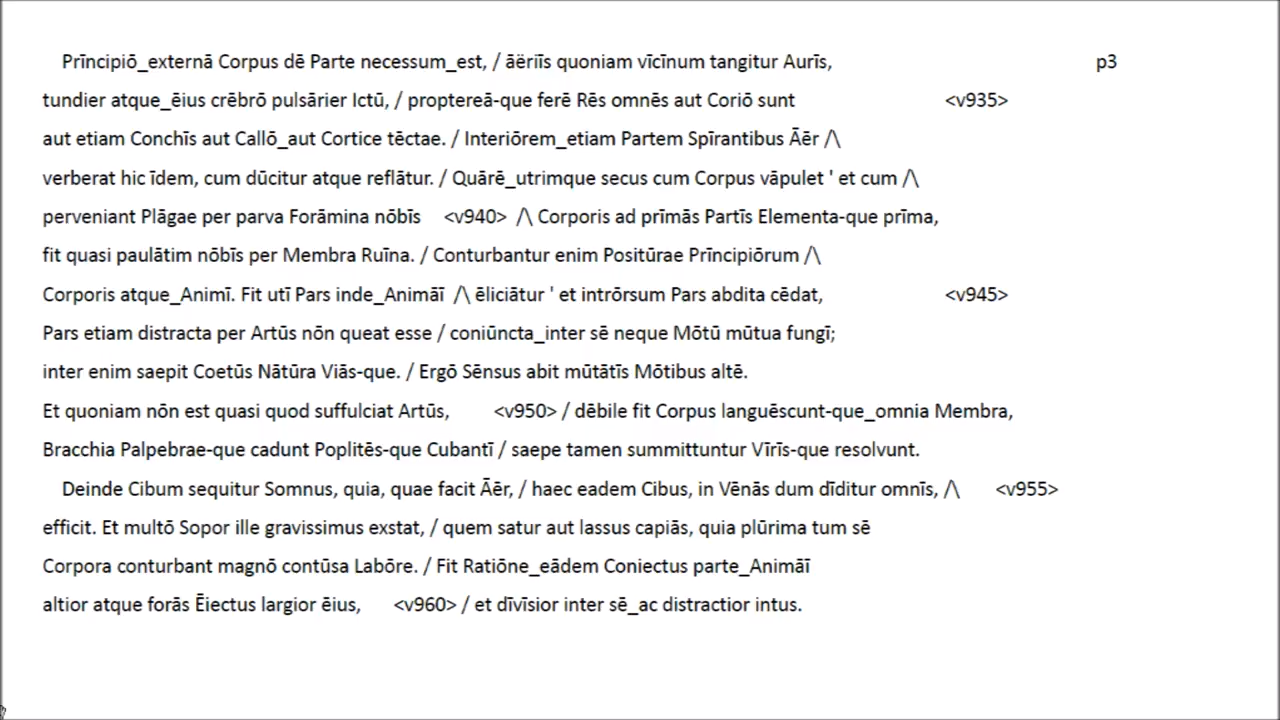 Prīncipiō_externā Corpus dē Parte necessum_est, / āëriīs quoniam vīcīnum tangitur Aurīs, p3
tundier atque_ēius crēbrō pulsārier Ictū, / proptereā-que ferē Rēs omnēs aut Coriō sunt <v935>
aut etiam Conchīs aut Callō_aut Cortice tēctae. / Interiōrem_etiam Partem Spīrantibus Āēr /\
verberat hic īdem, cum dūcitur atque reflātur. / Quārē_utrimque secus cum Corpus vāpulet ' et cum /\
perveniant Plāgae per parva Forāmina nōbīs <v940> /\ Corporis ad prīmās Partīs Elementa-que prīma,
fit quasi paulātim nōbīs per Membra Ruīna. / Conturbantur enim Positūrae Prīncipiōrum /\
Corporis atque_Animī. Fit utī Pars inde_Animāī /\ ēliciātur ' et intrōrsum Pars abdita cēdat, <v945>
Pars etiam distracta per Artūs nōn queat esse / coniūncta_inter sē neque Mōtū mūtua fungī;
inter enim saepit Coetūs Nātūra Viās-que. / Ergō Sēnsus abit mūtātīs Mōtibus altē.
Et quoniam nōn est quasi quod suffulciat Artūs, <v950> / dēbile fit Corpus languēscunt-que_omnia Membra,
Bracchia Palpebrae-que cadunt Poplitēs-que Cubantī / saepe tamen summittuntur Vīrīs-que resolvunt.
Deinde Cibum sequitur Somnus, quia, quae facit Āēr, / haec eadem Cibus, in Vēnās dum dīditur omnīs, /\ <v955>
efficit. Et multō Sopor ille gravissimus exstat, / quem satur aut lassus capiās, quia plūrima tum sē
Corpora conturbant magnō contūsa Labōre. / Fit Ratiōne_eādem Coniectus parte_Animāī
altior atque forās Ēiectus largior ēius, <v960> / et dīvīsior inter sē_ac distractior intus.